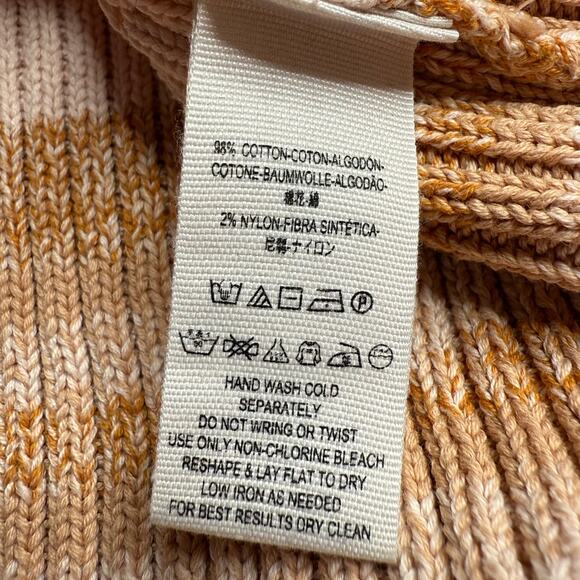 98% COTTON-COTON-ALGODÓN-
COTONE-BAUMWOLLE-ALGODÃO-
棉花-綿
2% NYLON-FIBRA SINTÉTICA-
尼龍-ナイロン
P
HAND WASH COLD
SEPARATELY
DO NOT WRING OR TWIST
USE ONLY NON-CHLORINE BLEACH
RESHAPE & LAY FLAT TO DRY
LOW IRON AS NEEDED
FOR BEST RESULTS DRY CLEAN